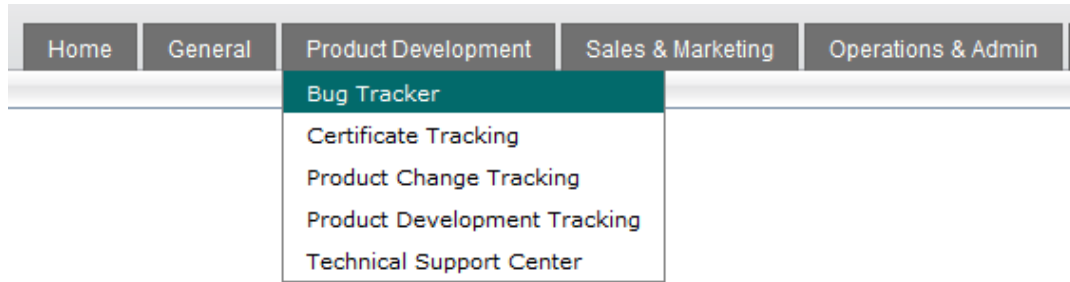 Home General Product Development Sales & Marketing Operations & Admin
Bug Tracker
Certificate Tracking
Product Change Tracking
Product Development Tracking
Technical Support Center